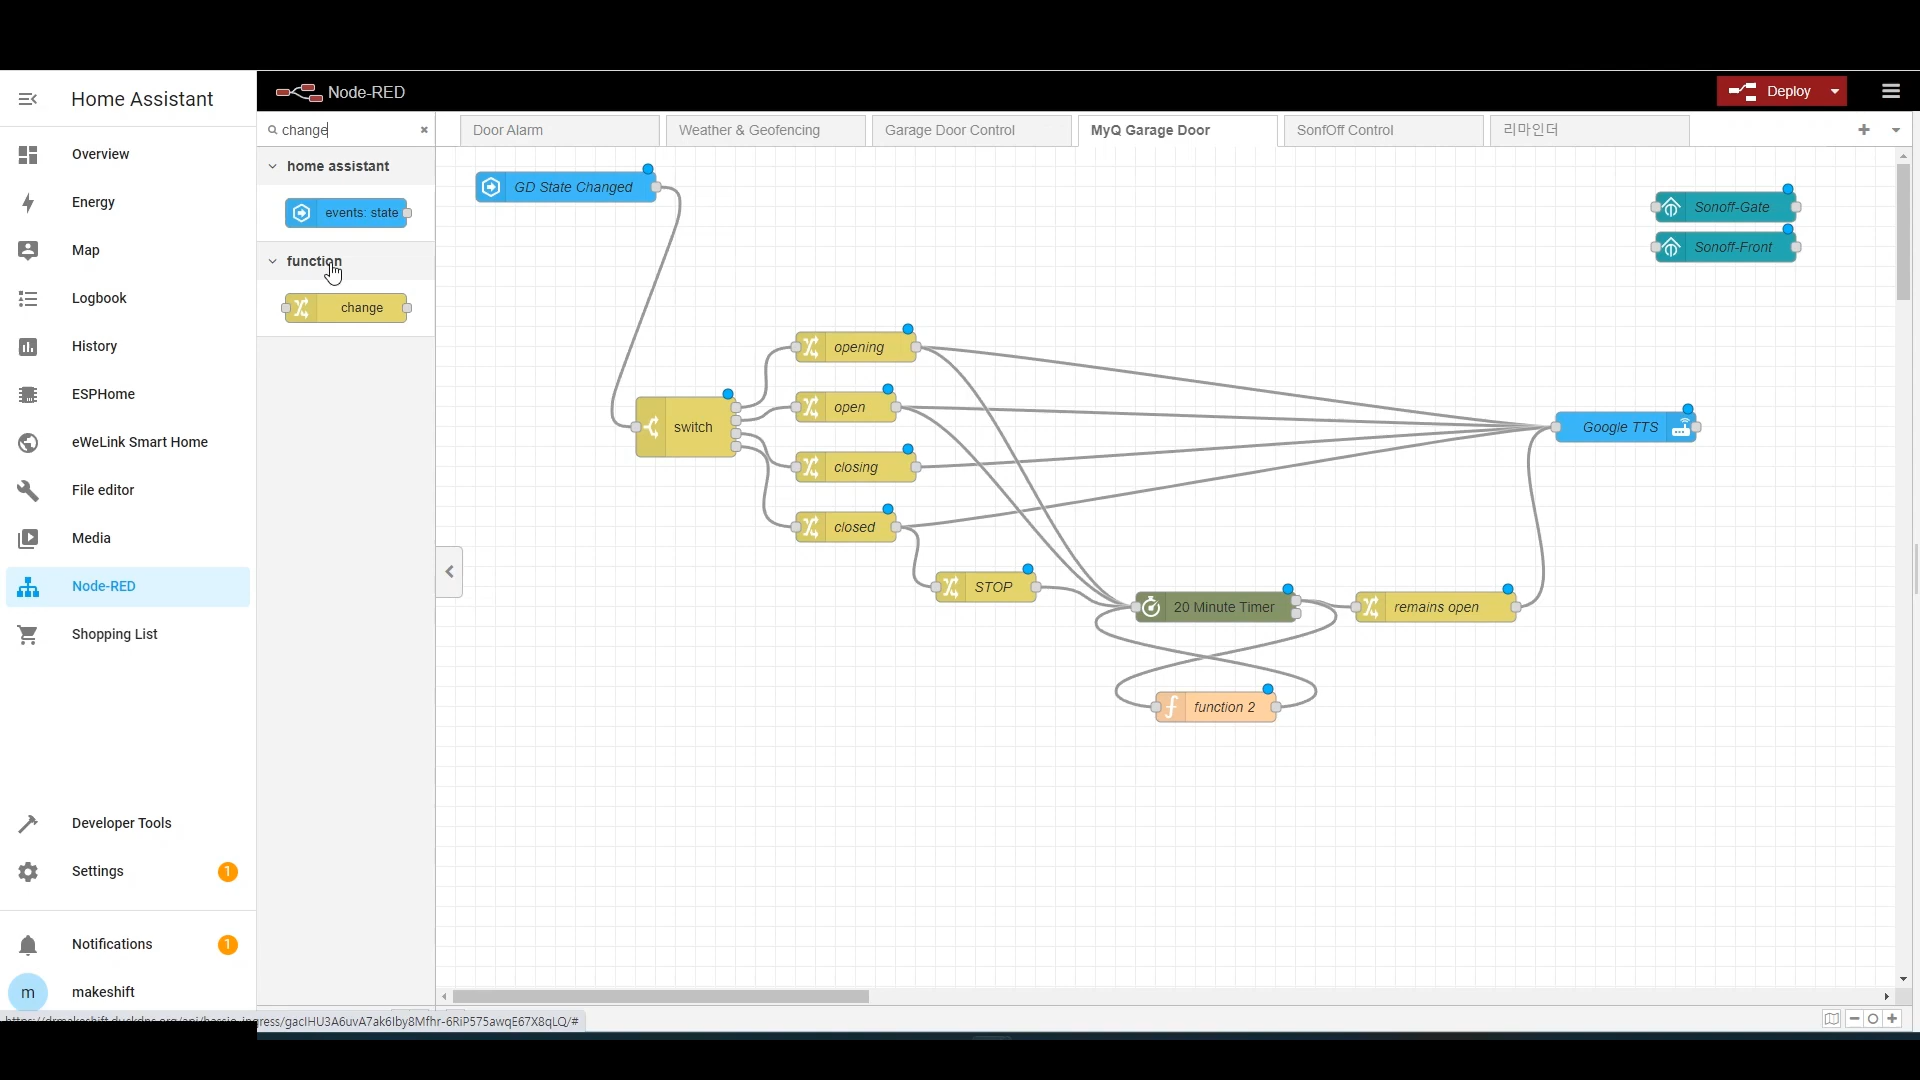 Home Assistant
Node-RED
Deploy
change
Door Alarm
Weather & Geofencing
Garage Door Control
MyQ Garage Door
SonfOff Control
리마인더
Overview
Energy
Map
Logbook
History
ESPHome
eWeLink Smart Home
File editor
Media
Node-RED
Shopping List
Developer Tools
Settings
1
Notifications
1
m
makeshift
home assistant
events: state
function
change
GD State Changed
Sonoff-Gate
Sonoff-Front
opening
switch
open
Google TTS
closing
closed
STOP
20 Minute Timer
remains open
f
function 2